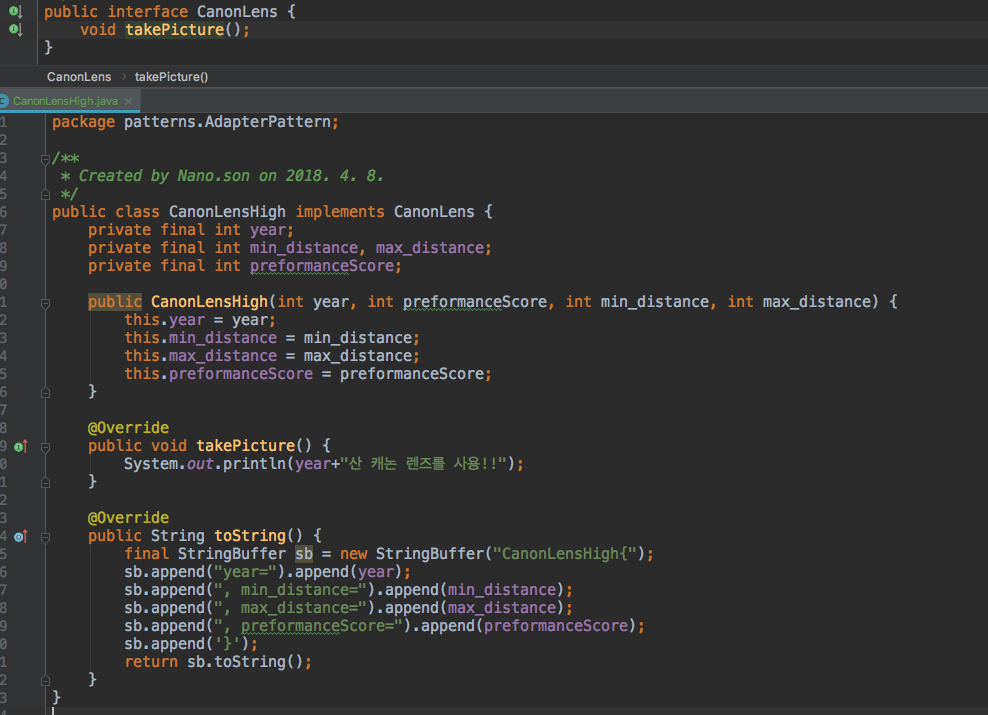 public interface CanonLens {
    void takePicture();
}
CanonLens › takePicture()
CanonLensHigh.java ×
1 package patterns.AdapterPattern;
2
3 /**
4  * Created by Nano.son on 2018. 4. 8.
5  */
6 public class CanonLensHigh implements CanonLens {
7     private final int year;
8     private final int min_distance, max_distance;
9     private final int preformanceScore;
0
1     public CanonLensHigh(int year, int preformanceScore, int min_distance, int max_distance) {
2         this.year = year;
3         this.min_distance = min_distance;
4         this.max_distance = max_distance;
5         this.preformanceScore = preformanceScore;
6     }
7
8     @Override
9     public void takePicture() {
0         System.out.println(year+"산 캐논 렌즈를 사용!!");
1     }
2
3     @Override
4     public String toString() {
5         final StringBuffer sb = new StringBuffer("CanonLensHigh{");
6         sb.append("year=").append(year);
7         sb.append(", min_distance=").append(min_distance);
8         sb.append(", max_distance=").append(max_distance);
9         sb.append(", preformanceScore=").append(preformanceScore);
0         sb.append('}');
1         return sb.toString();
2     }
3 }
4